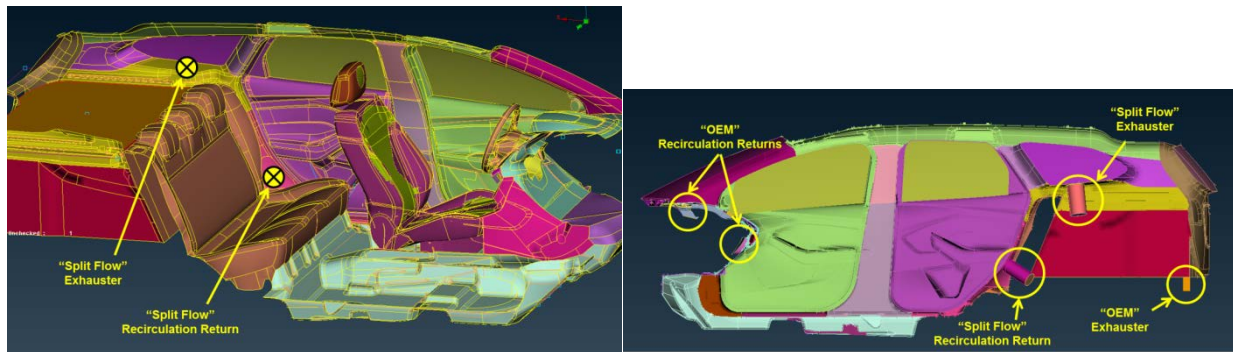 “Split Flow”
Exhauster
“Split Flow”
Recirculation Return
“OEM”
Recirculation Returns
“Split Flow”
Exhauster
“Split Flow”
Recirculation Return
“OEM”
Exhauster